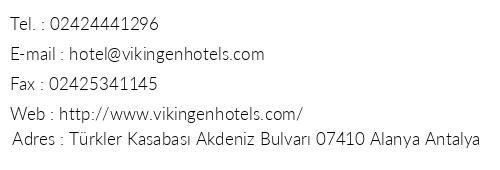 Tel. : 02424441296
E-mail : hotel@vikingenhotels.com
Fax : 02425341145
Web : http://www.vikingenhotels.com/
Adres : Türkler Kasabası Akdeniz Bulvarı 07410 Alanya Antalya